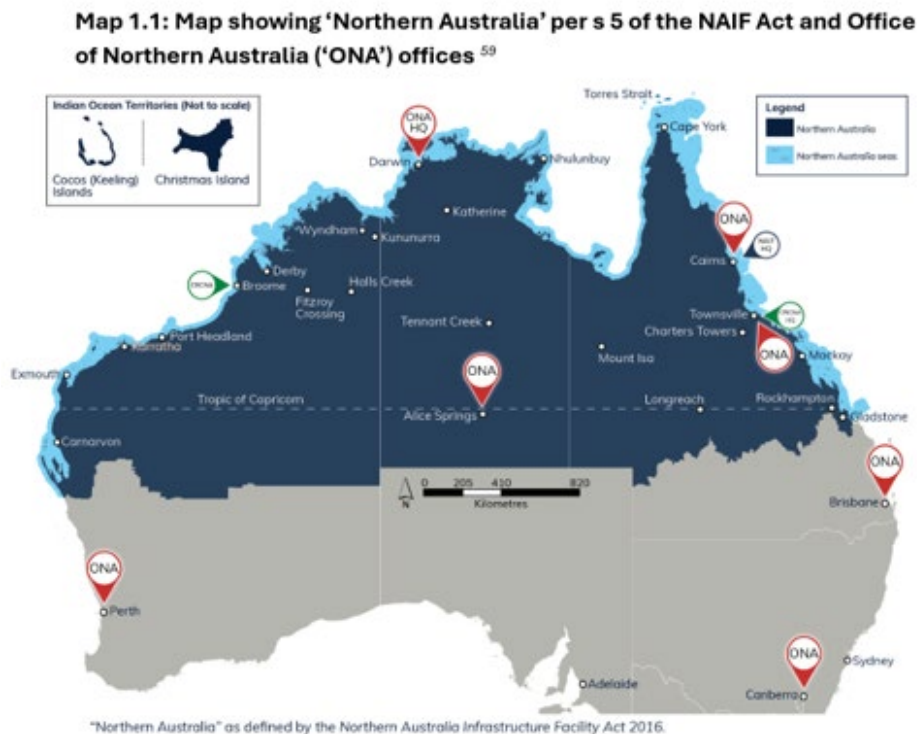 Map 1.1: Map showing ‘Northern Australia’ per s 5 of the NAIF Act and Office
of Northern Australia (‘ONA’) offices 59
Indian Ocean Territories (Not to scale)
Cocos (Keeling)
Islands
Christmas Island
Torres Strait
Legend
Northern Australia
Northern Australia seas
ONA
HQ
Darwin
Cape York
Nhulunbuy
Katherine
Wyndham
Kununurra
ONA
NAIF
HQ
Cairns
Derby
Broome
Halls Creek
Fitzroy
Crossing
Tennant Creek
Townsville
HQ
Charters Towers
ONA
Mackay
Mount Isa
Port Headland
Karratha
Exmouth
ONA
Tropic of Capricorn
Alice Springs
Longreach
Rockhampton
Gladstone
Carnarvon
0 205 410 820
Kilometres
N
ONA
Brisbane
ONA
Perth
ONA
Canberra
Sydney
Adelaide
"Northern Australia" as defined by the Northern Australia Infrastructure Facility Act 2016.